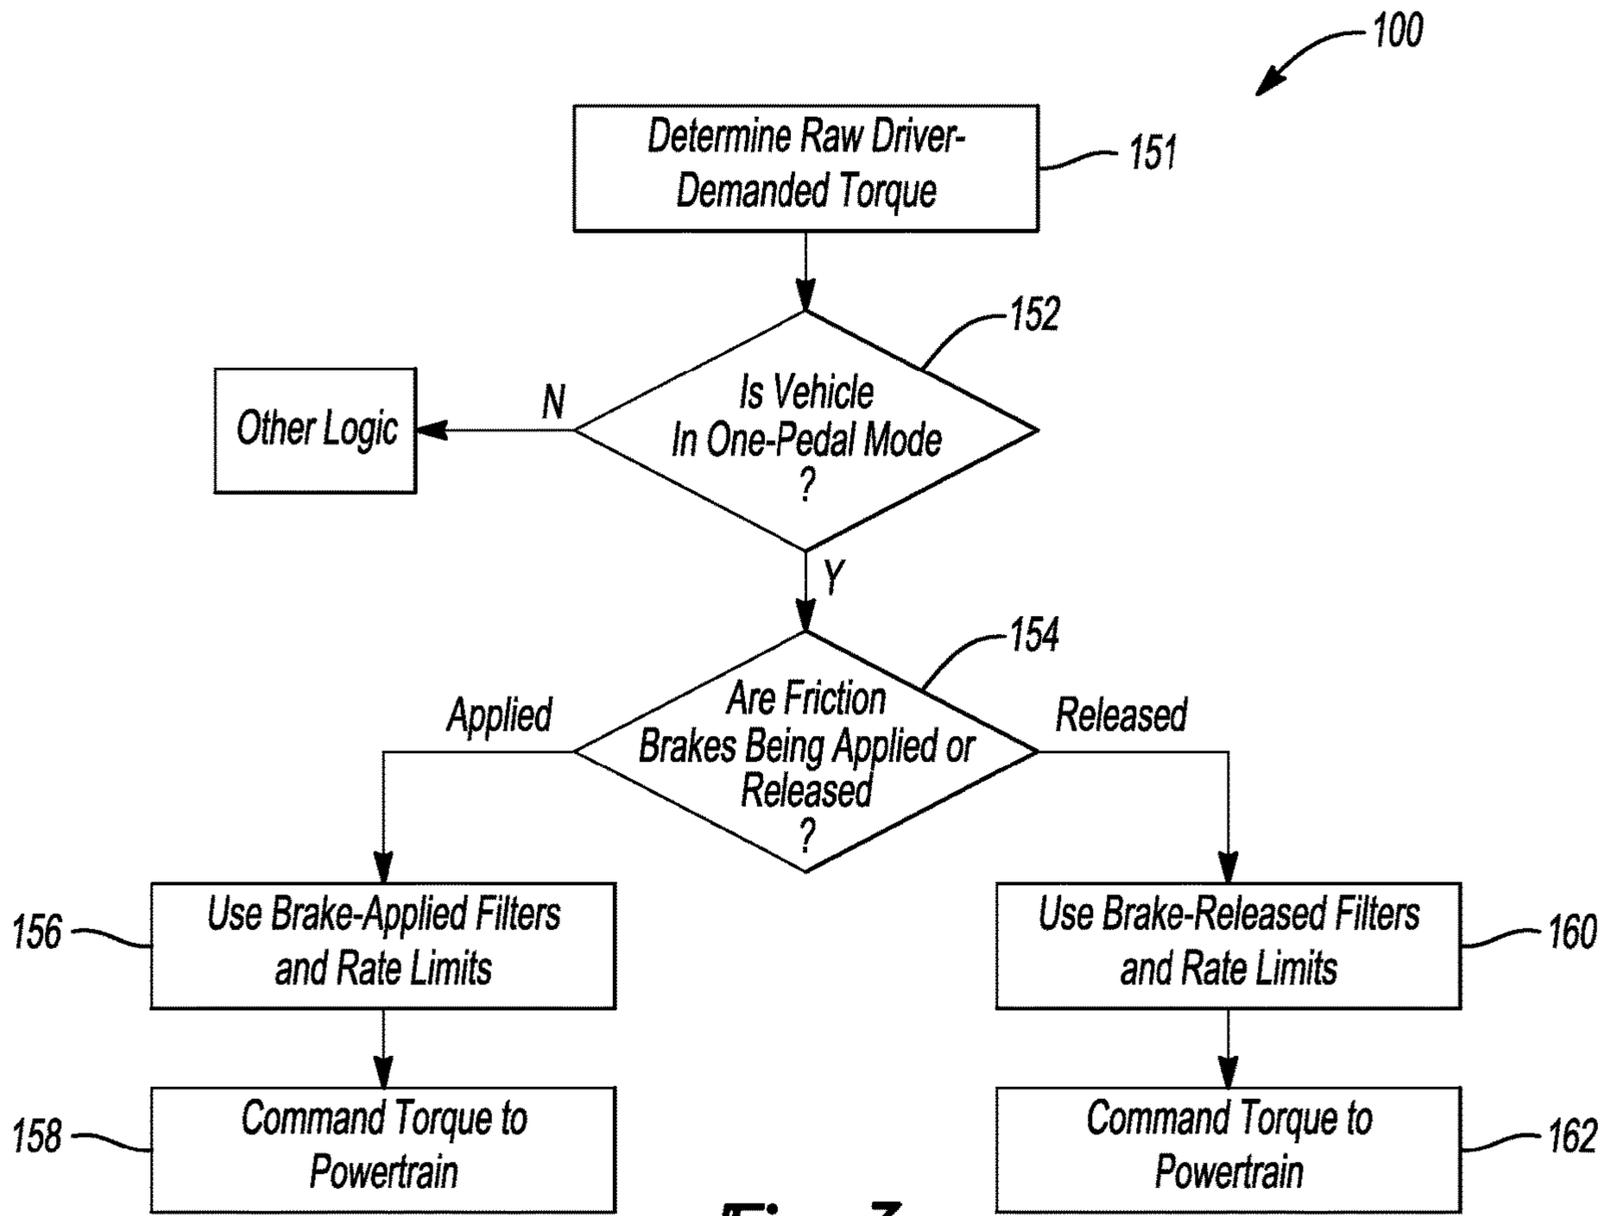 100
Determine Raw Driver-
Demanded Torque
151
152
Is Vehicle
In One-Pedal Mode
?
N
Other Logic
Y
154
Are Friction
Brakes Being Applied or
Released
?
Applied
Released
156
Use Brake-Applied Filters
and Rate Limits
Use Brake-Released Filters
and Rate Limits
160
158
Command Torque to
Powertrain
Command Torque to
Powertrain
162